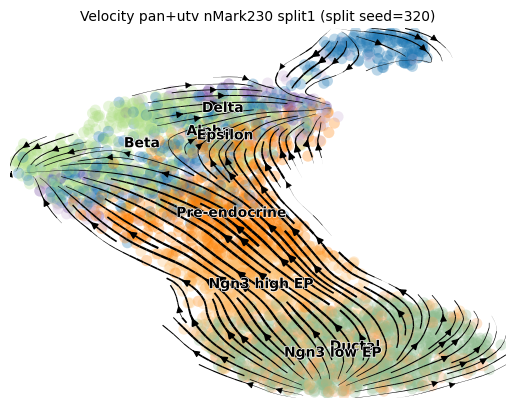 Velocity pan+utv nMark230 split1 (split seed=320)
Delta
Alpha
Epsilon
Beta
Pre-endocrine
Ngn3 high EP
Ductal
Ngn3 low EP